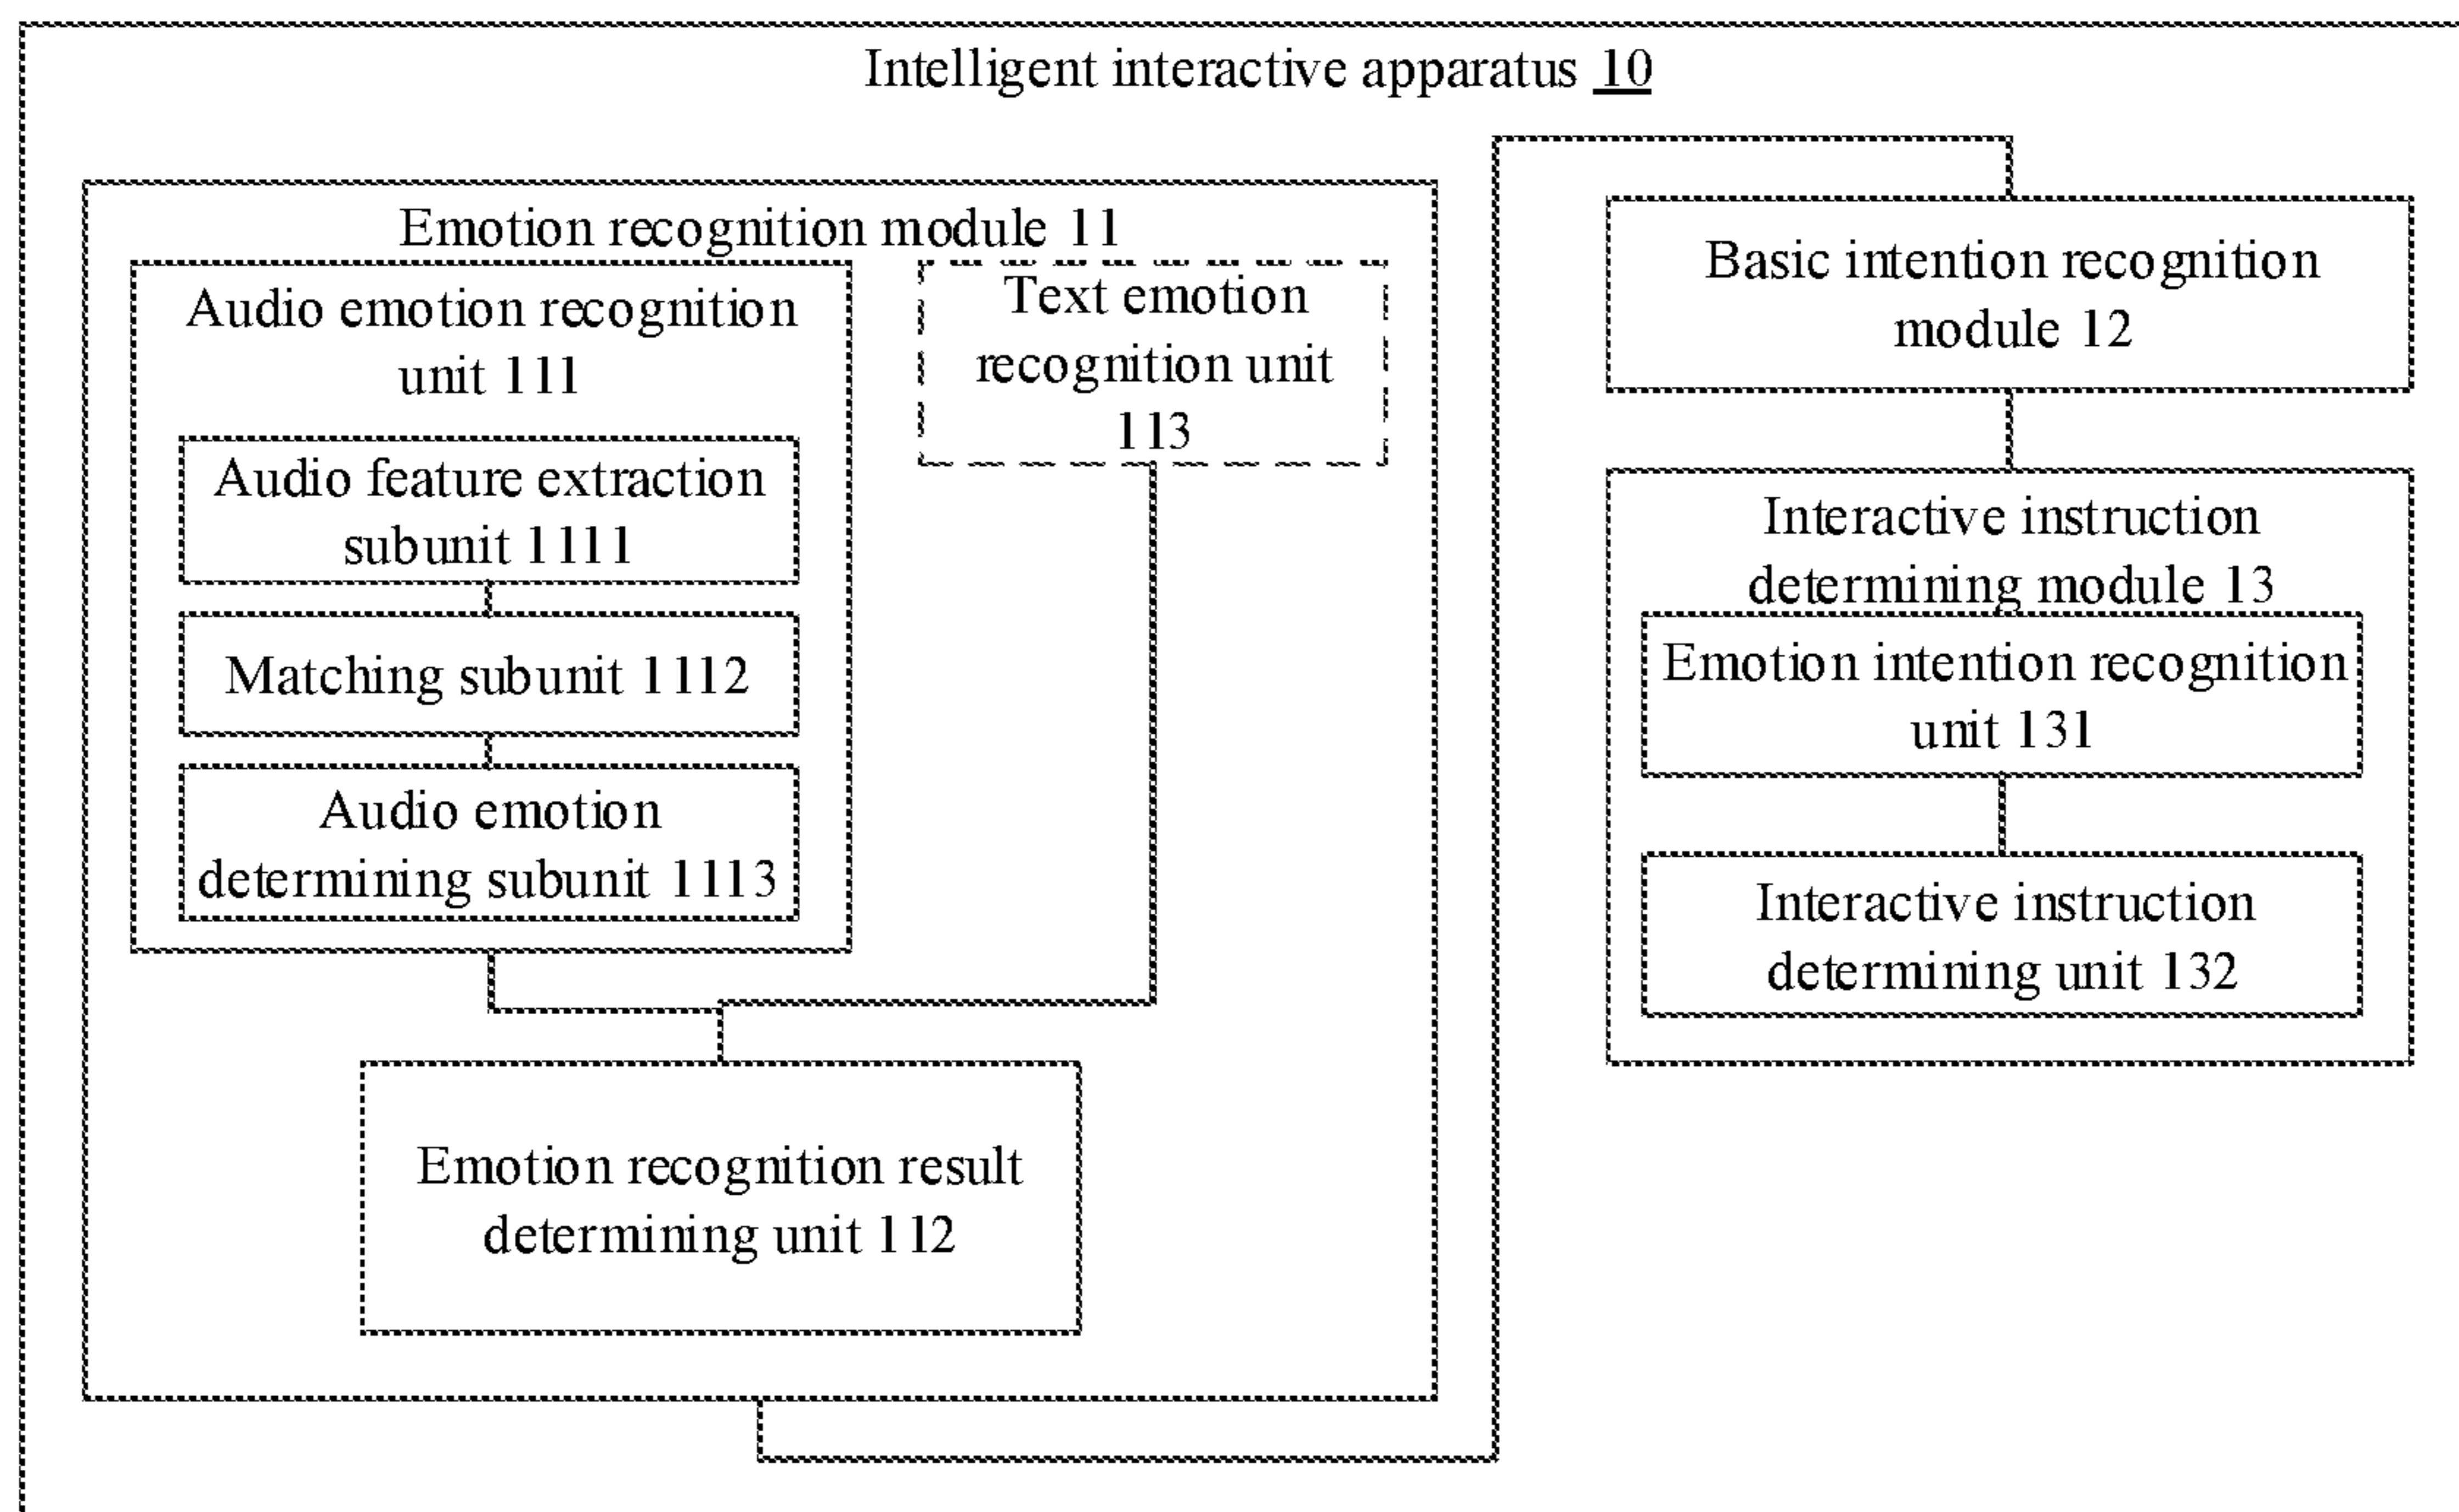 Intelligent interactive apparatus 10
Emotion recognition module 11
Audio emotion recognition
unit 111
Audio feature extraction
subunit 1111
Matching subunit 1112
Audio emotion
determining subunit 1113
Text emotion
recognition unit
113
Emotion recognition result
determining unit 112
Basic intention recognition
module 12
Interactive instruction
determining module 13
Emotion intention recognition
unit 131
Interactive instruction
determining unit 132